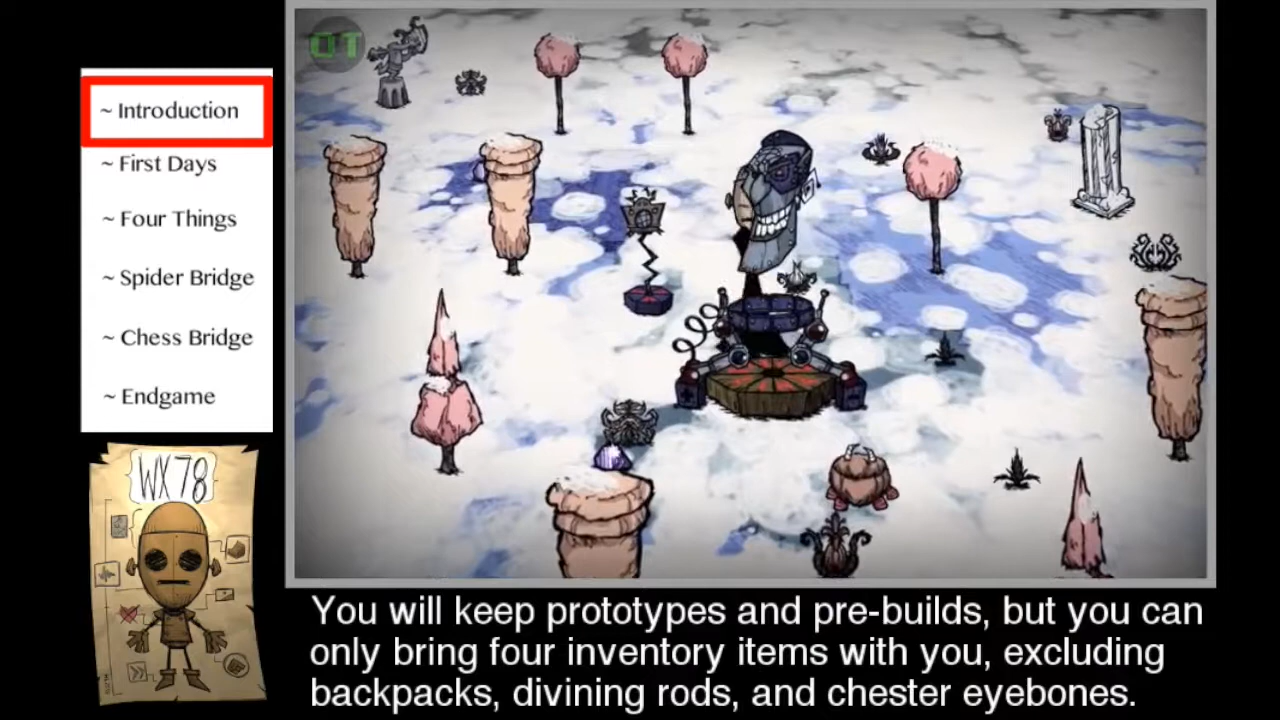 OT
~ Introduction
~ First Days
~ Four Things
~ Spider Bridge
~ Chess Bridge
~ Endgame
WX78
You will keep prototypes and pre-builds, but you can
only bring four inventory items with you, excluding
backpacks, divining rods, and chester eyebones.